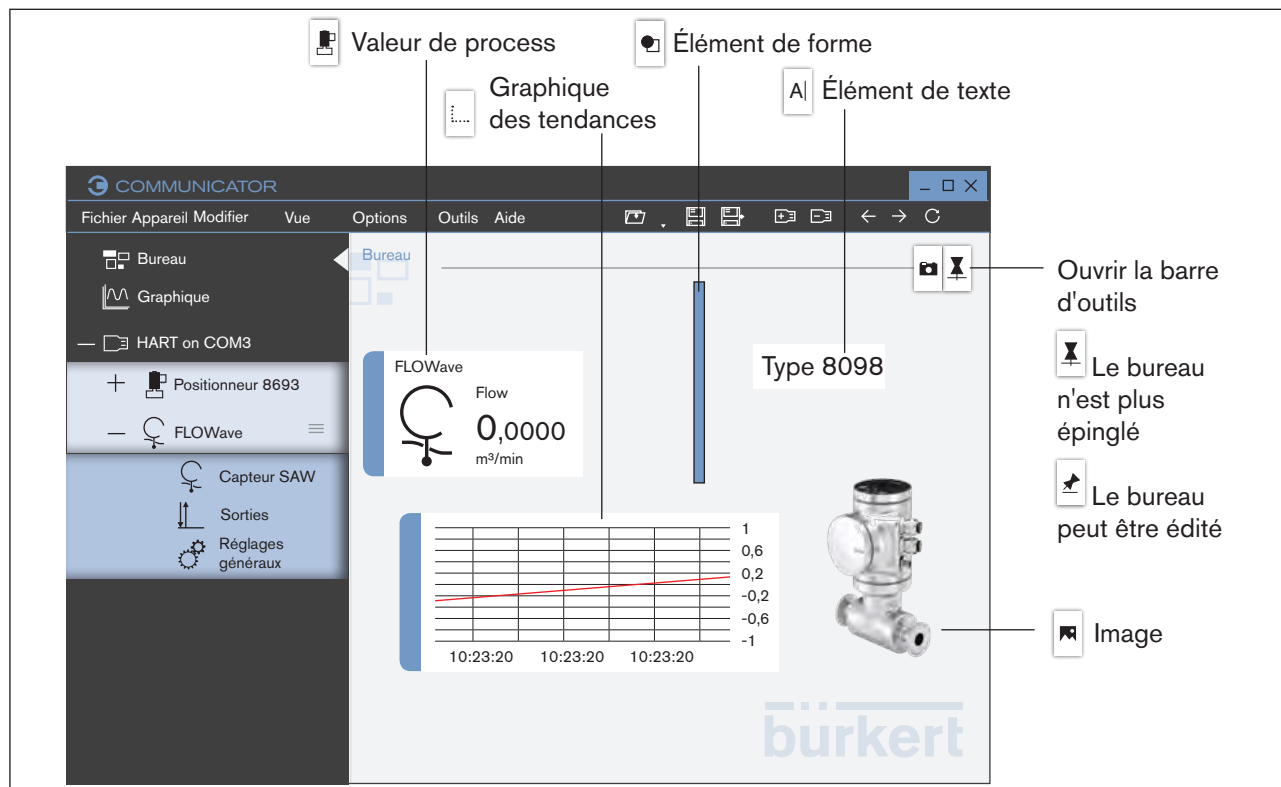 Valeur de process
Élément de forme
Graphique
des tendances
A| Élément de texte
COMMUNICATOR
Fichier Appareil Modifier Vue Options Outils Aide
Bureau
Graphique
HART on COM3
Positionneur 8693
FLOWave
Capteur SAW
Sorties
Réglages
généraux
Bureau
FLOWave
Flow
0,0000
m³/min
Type 8098
1
0,6
0,2
-0,2
-0,6
-1
10:23:20 10:23:20 10:23:20
bürkert
Ouvrir la barre
d'outils
Le bureau
n'est plus
épinglé
Le bureau
peut être édité
Image